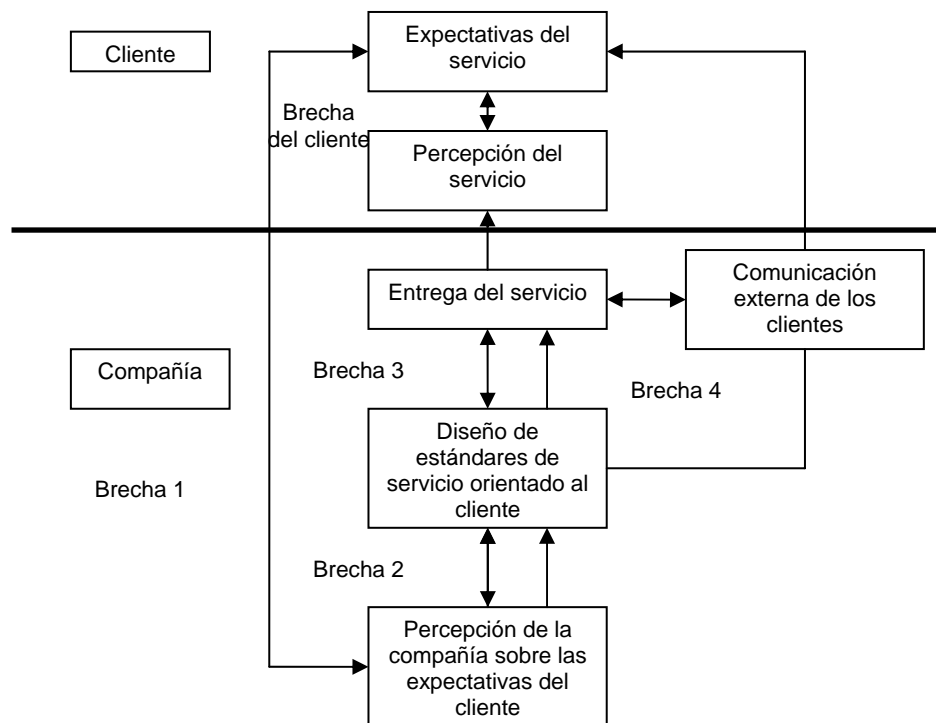 Cliente
Expectativas del
servicio
Brecha
del cliente
Percepción del
servicio
Entrega del servicio
Comunicación
externa de los
clientes
Compañía
Brecha 3
Brecha 4
Diseño de
estándares de
servicio orientado al
cliente
Brecha 1
Brecha 2
Percepción de la
compañía sobre las
expectativas del
cliente